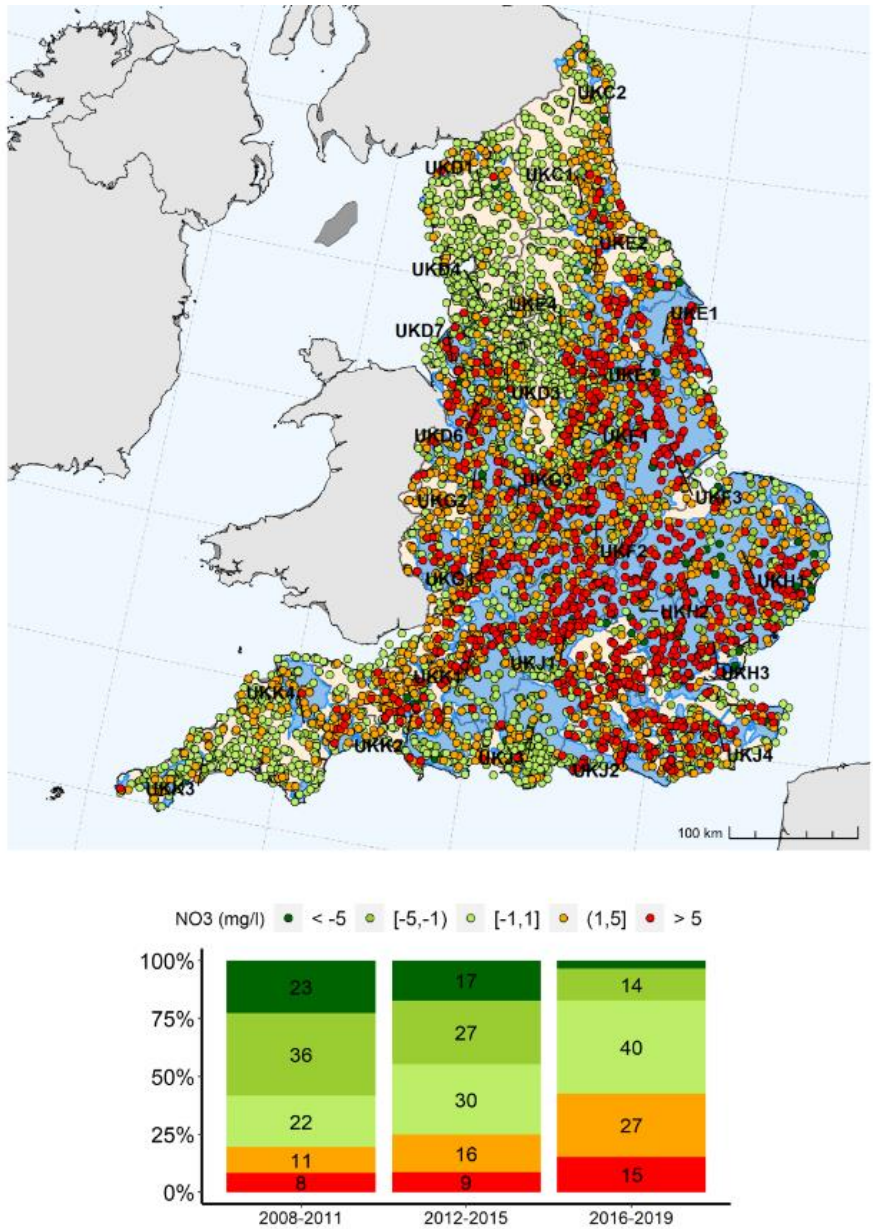 UKC2
UKD1
UKC1
UKE2
UKD4
UKE4
UKE1
UKD7
UKE3
UKD3
UKD6
UKF1
UKG3
UKG2
UKF3
UKF2
UKG1
UKH1
UKH2
UKJ1
UKH3
UKK1
UKK4
UKK2
UKJ3
UKJ4
UKJ2
UKK3
100 km
NO3 (mg/l) < -5 [-5,-1) [-1,1] (1,5] > 5
100%
23 17
14
75%
27
36 40
50%
30
22 27
25%
11 16
15
8 9
0%
2008-2011 2012-2015 2016-2019